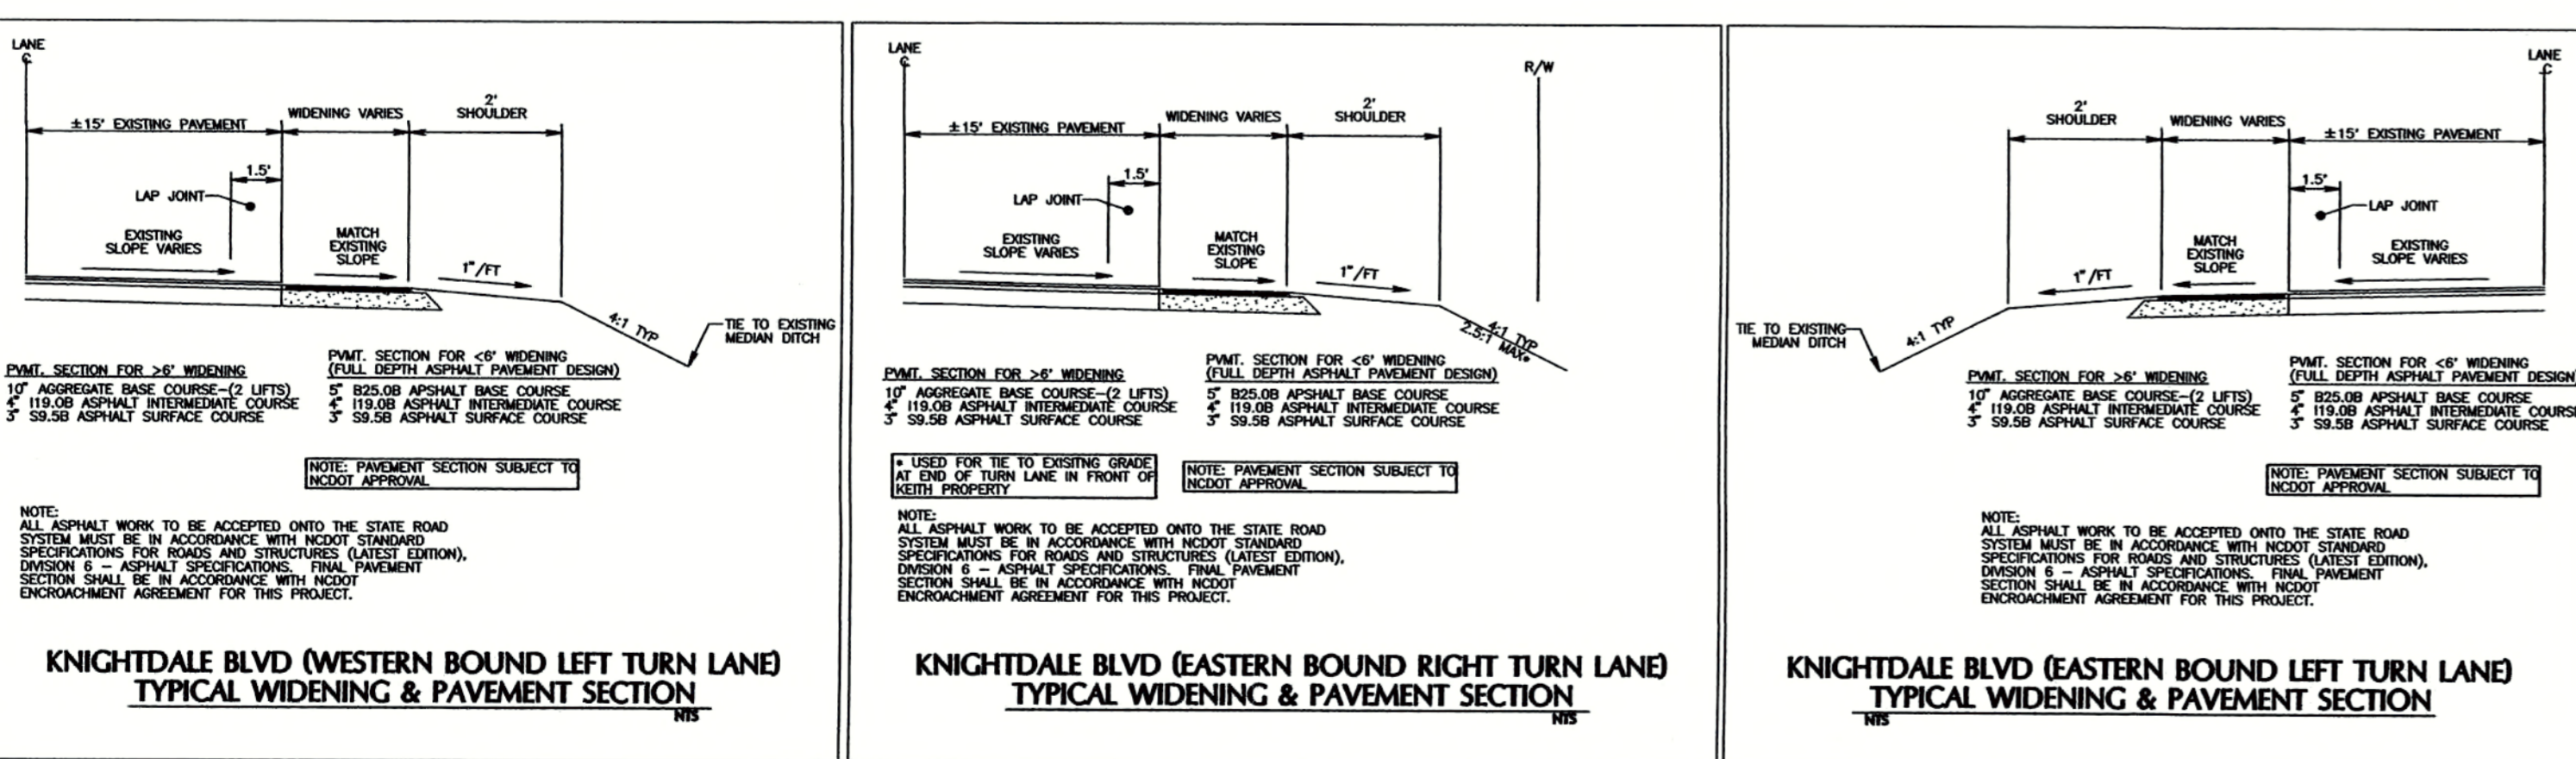 LANE
℄
±15' EXISTING PAVEMENT
WIDENING VARIES
2'
SHOULDER
1.5'
LAP JOINT
EXISTING
SLOPE VARIES
MATCH
EXISTING
SLOPE
1"/FT
4:1 TYP
TIE TO EXISTING
MEDIAN DITCH
PVMT. SECTION FOR >6' WIDENING
10" AGGREGATE BASE COURSE-(2 LIFTS)
4" I19.0B ASPHALT INTERMEDIATE COURSE
3" S9.5B ASPHALT SURFACE COURSE
PVMT. SECTION FOR <6' WIDENING
(FULL DEPTH ASPHALT PAVEMENT DESIGN)
5" B25.0B APSHALT BASE COURSE
4" I19.0B ASPHALT INTERMEDIATE COURSE
3" S9.5B ASPHALT SURFACE COURSE
NOTE: PAVEMENT SECTION SUBJECT TO
NCDOT APPROVAL
NOTE:
ALL ASPHALT WORK TO BE ACCEPTED ONTO THE STATE ROAD
SYSTEM MUST BE IN ACCORDANCE WITH NCDOT STANDARD
SPECIFICATIONS FOR ROADS AND STRUCTURES (LATEST EDITION),
DIVISION 6 - ASPHALT SPECIFICATIONS. FINAL PAVEMENT
SECTION SHALL BE IN ACCORDANCE WITH NCDOT
ENCROACHMENT AGREEMENT FOR THIS PROJECT.
KNIGHTDALE BLVD (WESTERN BOUND LEFT TURN LANE)
TYPICAL WIDENING & PAVEMENT SECTION
NTS
LANE
℄
R/W
±15' EXISTING PAVEMENT
WIDENING VARIES
2'
SHOULDER
1.5'
LAP JOINT
EXISTING
SLOPE VARIES
MATCH
EXISTING
SLOPE
1"/FT
4:1 TYP
2.5:1 MAX*
PVMT. SECTION FOR >6' WIDENING
10" AGGREGATE BASE COURSE-(2 LIFTS)
4" I19.0B ASPHALT INTERMEDIATE COURSE
3" S9.5B ASPHALT SURFACE COURSE
PVMT. SECTION FOR <6' WIDENING
(FULL DEPTH ASPHALT PAVEMENT DESIGN)
5" B25.0B APSHALT BASE COURSE
4" I19.0B ASPHALT INTERMEDIATE COURSE
3" S9.5B ASPHALT SURFACE COURSE
* USED FOR TIE TO EXISITNG GRADE
AT END OF TURN LANE IN FRONT OF
KEITH PROPERTY
NOTE: PAVEMENT SECTION SUBJECT TO
NCDOT APPROVAL
NOTE:
ALL ASPHALT WORK TO BE ACCEPTED ONTO THE STATE ROAD
SYSTEM MUST BE IN ACCORDANCE WITH NCDOT STANDARD
SPECIFICATIONS FOR ROADS AND STRUCTURES (LATEST EDITION),
DIVISION 6 - ASPHALT SPECIFICATIONS. FINAL PAVEMENT
SECTION SHALL BE IN ACCORDANCE WITH NCDOT
ENCROACHMENT AGREEMENT FOR THIS PROJECT.
KNIGHTDALE BLVD (EASTERN BOUND RIGHT TURN LANE)
TYPICAL WIDENING & PAVEMENT SECTION
NTS
LANE
℄
2'
SHOULDER
WIDENING VARIES
±15' EXISTING PAVEMENT
1.5'
LAP JOINT
MATCH
EXISTING
SLOPE
EXISTING
SLOPE VARIES
1"/FT
4:1 TYP
TIE TO EXISTING
MEDIAN DITCH
PVMT. SECTION FOR >6' WIDENING
10" AGGREGATE BASE COURSE-(2 LIFTS)
4" I19.0B ASPHALT INTERMEDIATE COURSE
3" S9.5B ASPHALT SURFACE COURSE
PVMT. SECTION FOR <6' WIDENING
(FULL DEPTH ASPHALT PAVEMENT DESIGN)
5" B25.0B APSHALT BASE COURSE
4" I19.0B ASPHALT INTERMEDIATE COURSE
3" S9.5B ASPHALT SURFACE COURSE
NOTE: PAVEMENT SECTION SUBJECT TO
NCDOT APPROVAL
NOTE:
ALL ASPHALT WORK TO BE ACCEPTED ONTO THE STATE ROAD
SYSTEM MUST BE IN ACCORDANCE WITH NCDOT STANDARD
SPECIFICATIONS FOR ROADS AND STRUCTURES (LATEST EDITION),
DIVISION 6 - ASPHALT SPECIFICATIONS. FINAL PAVEMENT
SECTION SHALL BE IN ACCORDANCE WITH NCDOT
ENCROACHMENT AGREEMENT FOR THIS PROJECT.
KNIGHTDALE BLVD (EASTERN BOUND LEFT TURN LANE)
TYPICAL WIDENING & PAVEMENT SECTION
NTS